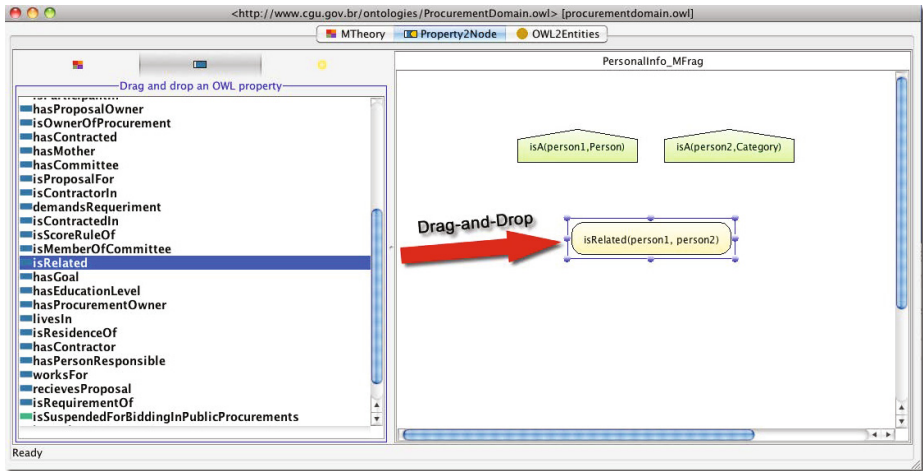 <http://www.cgu.gov.br/ontologies/ProcurementDomain.owl> [procurementdomain.owl]
MTheory Property2Node OWL2Entities
Drag and drop an OWL property
hasProposalOwner
isOwnerOfProcurement
hasContracted
hasMother
hasCommittee
isProposalFor
isContractorIn
demandsRequeriment
isContractedIn
isScoreRuleOf
isMemberOfCommittee
isRelated
hasGoal
hasEducationLevel
hasProcurementOwner
livesIn
isResidenceOf
hasContractor
hasPersonResponsible
worksFor
recievesProposal
isRequirementOf
isSuspendedForBiddingInPublicProcurements
PersonalInfo_MFrag
isA(person1,Person) isA(person2,Category)
Drag-and-Drop
isRelated(person1, person2)
Ready